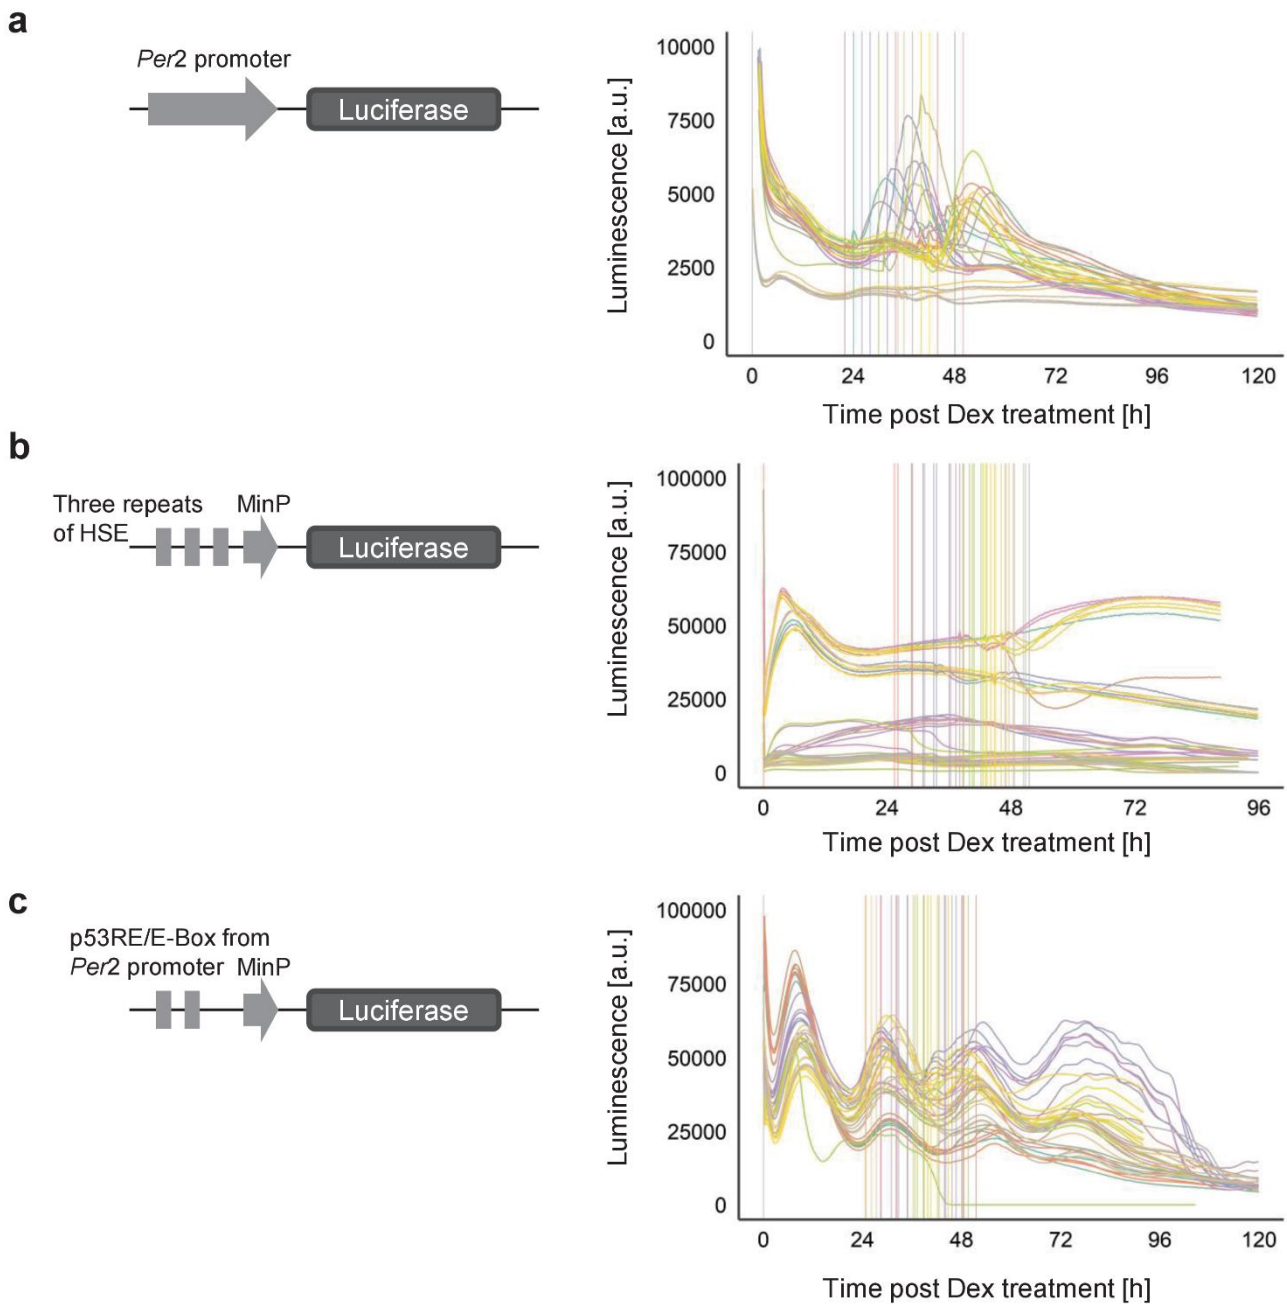 a
Per2 promoter
Luciferase
Luminescence [a.u.]
10000
7500
5000
2500
0
0 24 48 72 96 120
Time post Dex treatment [h]
b
Three repeats
of HSE
MinP
Luciferase
Luminescence [a.u.]
100000
75000
50000
25000
0
0 24 48 72 96
Time post Dex treatment [h]
c
p53RE/E-Box from
Per2 promoter MinP
Luciferase
Luminescence [a.u.]
100000
75000
50000
25000
0
0 24 48 72 96 120
Time post Dex treatment [h]